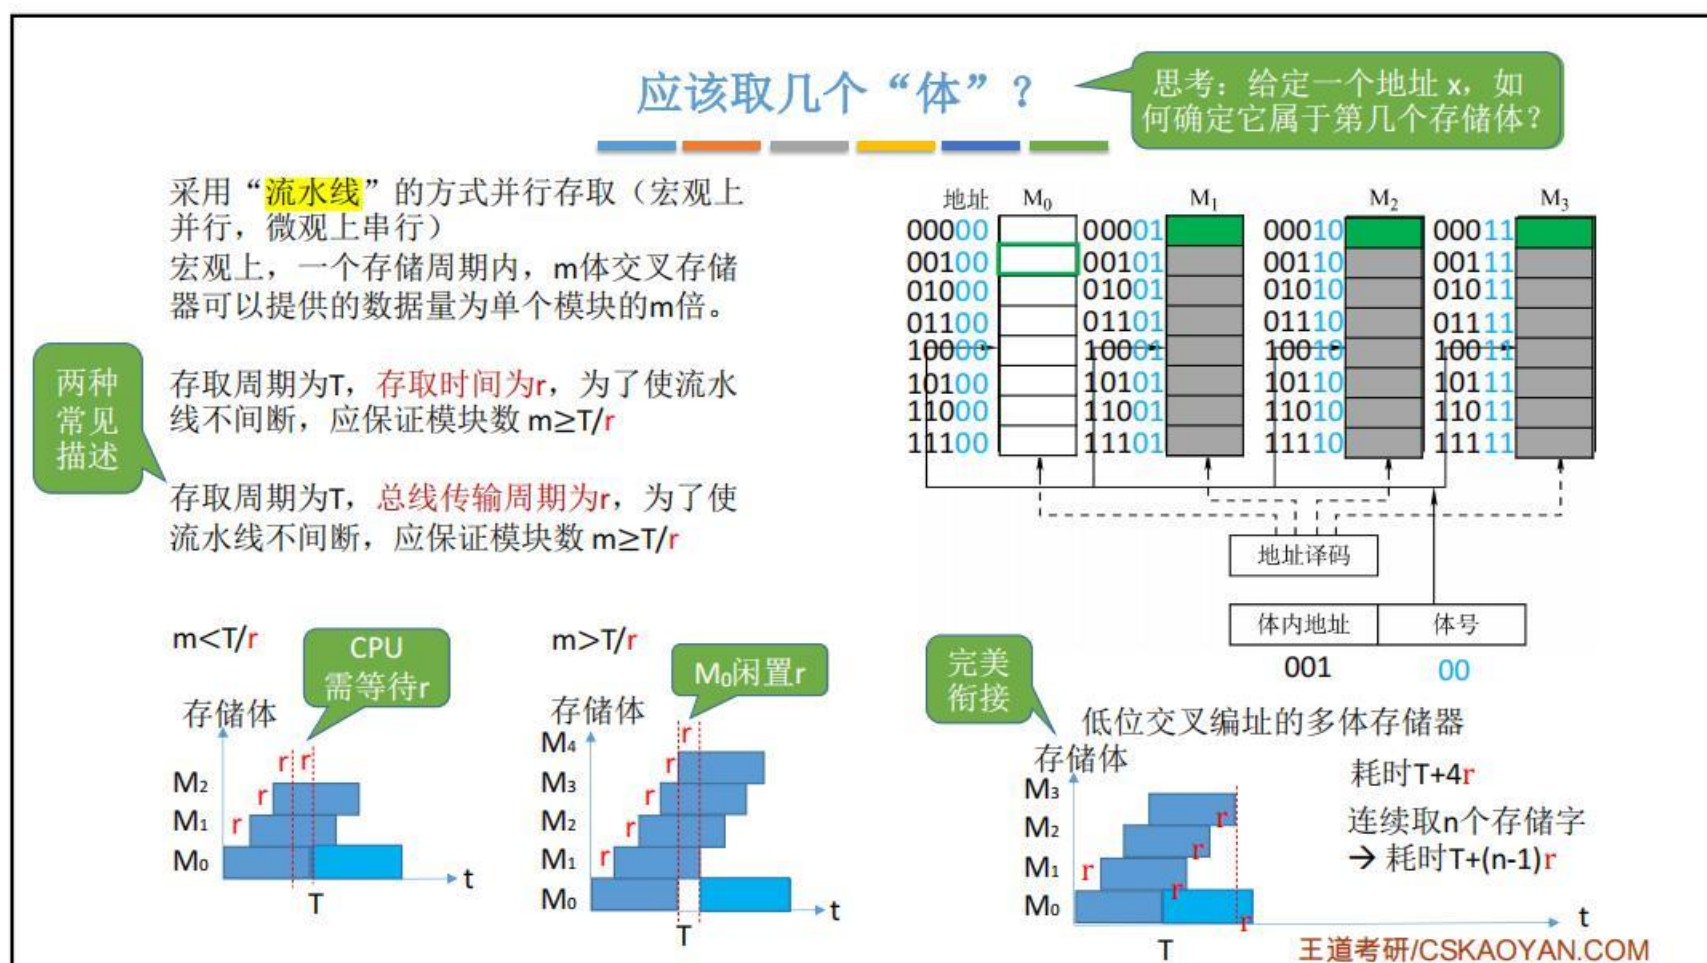 应该取几个“体”？
思考：给定一个地址 x，如
何确定它属于第几个存储体？
采用“流水线”的方式并行存取（宏观上
并行，微观上串行）
宏观上，一个存储周期内，m体交叉存储
器可以提供的数据量为单个模块的m倍。
两种
常见
描述
存取周期为T，存取时间为r，为了使流水
线不间断，应保证模块数 m≥T/r
存取周期为T，总线传输周期为r，为了使
流水线不间断，应保证模块数 m≥T/r
地址 M0 M1 M2 M3
00000 00001 00010 00011
00100 00101 00110 00111
01000 01001 01010 01011
01100 01101 01110 01111
10000 10001 10010 10011
10100 10101 10110 10111
11000 11001 11010 11011
11100 11101 11110 11111
地址译码
体内地址 体号
001 00
低位交叉编址的多体存储器
m<T/r
CPU
需等待r
存储体
r r
M2 r
M1 r
M0
t
T
m>T/r
M0闲置r
存储体
r
M4 r
M3 r
M2 r
M1 r
M0
t
T
完美
衔接
存储体
M3
r
M2
r
M1 r
r
M0
r
t
T
耗时T+4r
连续取n个存储字
→ 耗时T+(n-1)r
王道考研/CSKAOYAN.COM